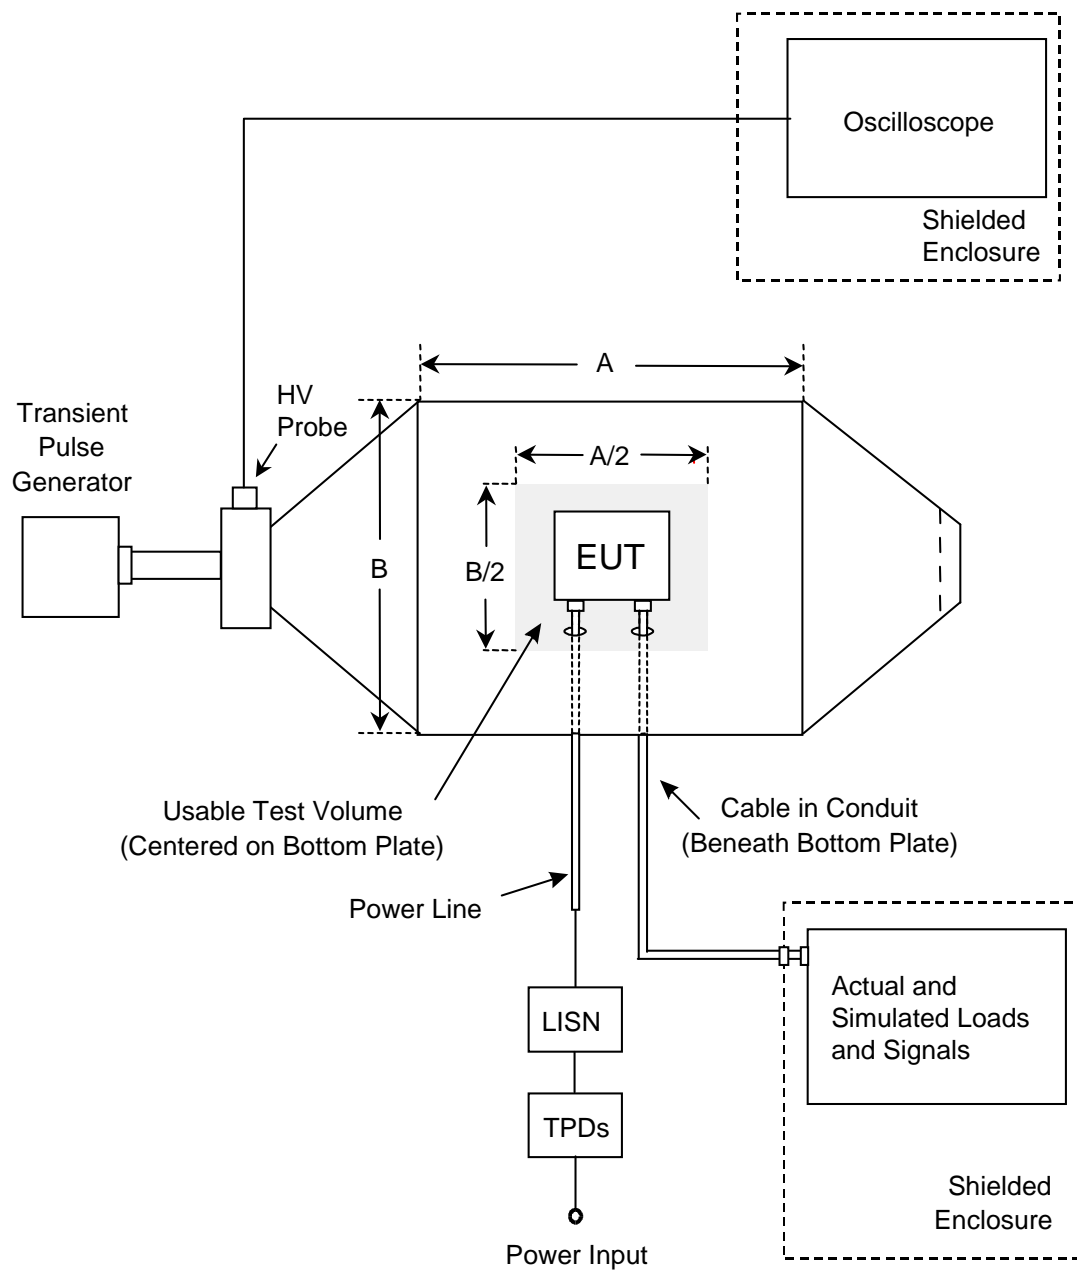 Oscilloscope
Shielded
Enclosure
A
HV
Probe
Transient
Pulse
Generator
A/2
B
B/2
EUT
Usable Test Volume
(Centered on Bottom Plate)
Cable in Conduit
(Beneath Bottom Plate)
Power Line
LISN
Actual and
Simulated Loads
and Signals
TPDs
Shielded
Enclosure
Power Input